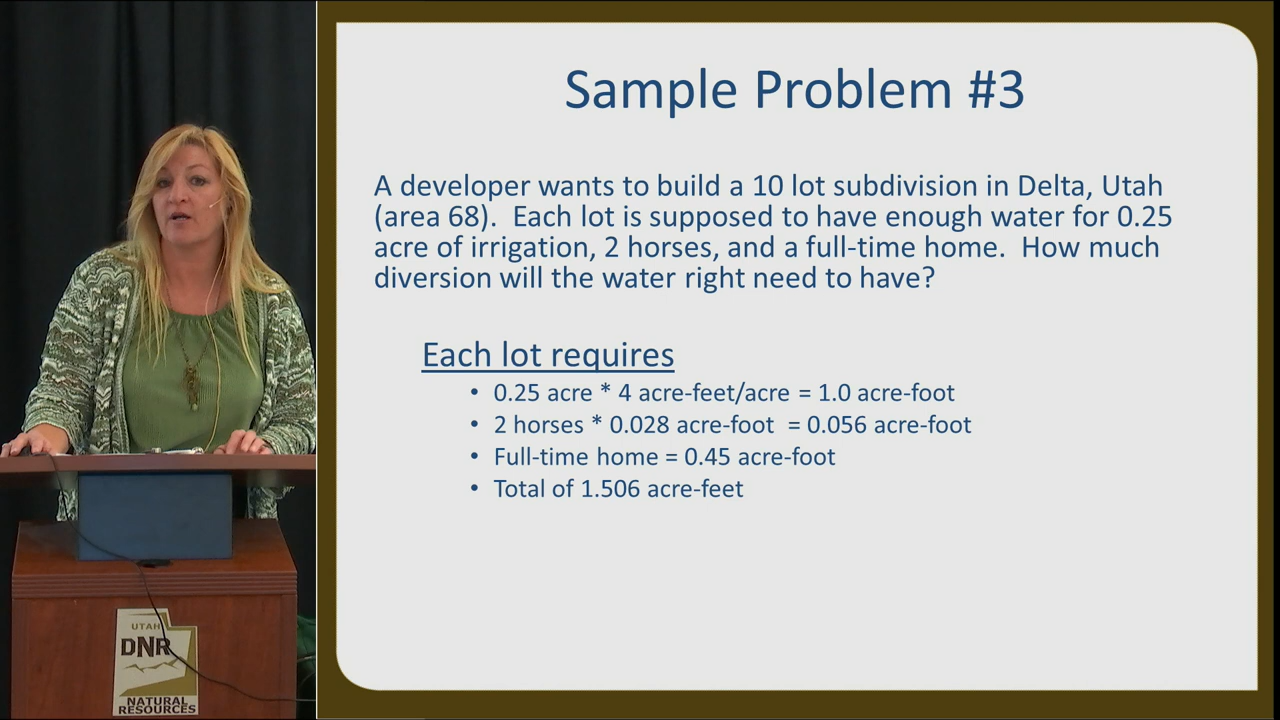 Sample Problem #3
A developer wants to build a 10 lot subdivision in Delta, Utah
(area 68). Each lot is supposed to have enough water for 0.25
acre of irrigation, 2 horses, and a full-time home. How much
diversion will the water right need to have?
Each lot requires
• 0.25 acre * 4 acre-feet/acre = 1.0 acre-foot
• 2 horses * 0.028 acre-foot = 0.056 acre-foot
• Full-time home = 0.45 acre-foot
• Total of 1.506 acre-feet
UTAH
DNR
NATURAL
RESOURCES